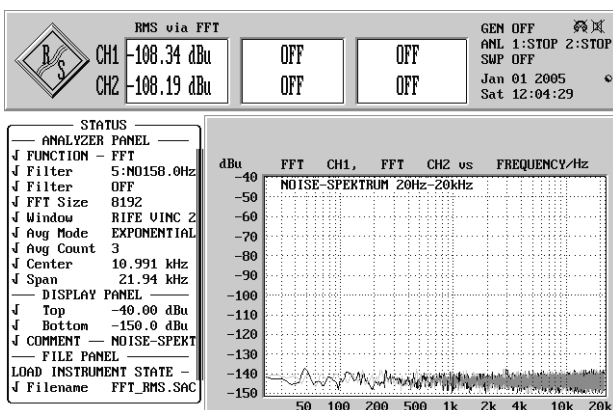 RMS via FFT
R S
CH1 -108.34 dBu OFF OFF
CH2 -108.19 dBu OFF OFF
GEN OFF
ANL 1:STOP 2:STOP
SWP OFF
Jan 01 2005
Sat 12:04:29
STATUS
ANALYZER PANEL
FUNCTION - FFT
Filter 5:NO158.0Hz
Filter OFF
FFT Size 8192
Window RIFE VINC 2
Avg Mode EXPONENTIAL
Avg Count 3
Center 10.991 kHz
Span 21.94 kHz
DISPLAY PANEL
Top -40.00 dBu
Bottom -150.0 dBu
COMMENT — NOISE-SPEKT
FILE PANEL
LOAD INSTRUMENT STATE -
Filename FFT_RMS.SAC
dBu FFT CH1, FFT CH2 vs FREQUENCY/Hz
NOISE-SPEKTRUM 20Hz-20kHz
-40
-50
-60
-70
-80
-90
-100
-110
-120
-130
-140
-150
50 100 200 500 1k 2k 4k 10k 20k